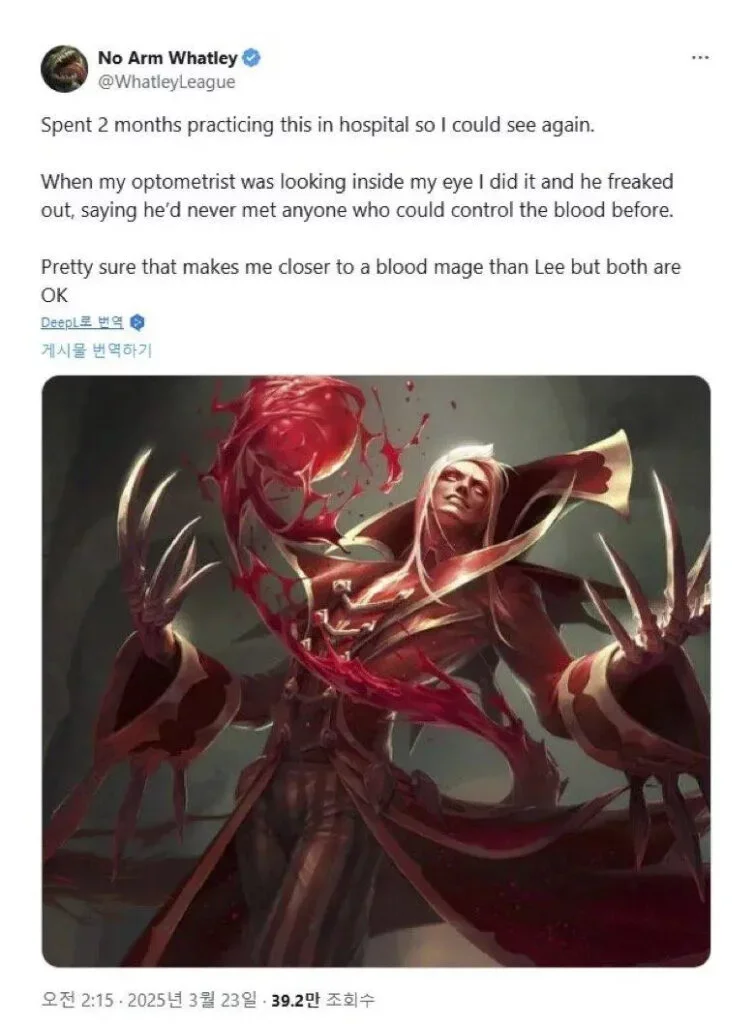 No Arm Whatley
@WhatleyLeague
Spent 2 months practicing this in hospital so I could see again.
When my optometrist was looking inside my eye I did it and he freaked
out, saying he'd never met anyone who could control the blood before.
Pretty sure that makes me closer to a blood mage than Lee but both are
OK
DeepL로 번역
게시물 번역하기
오전 2:15 · 2025년 3월 23일 · 39.2만 조회수